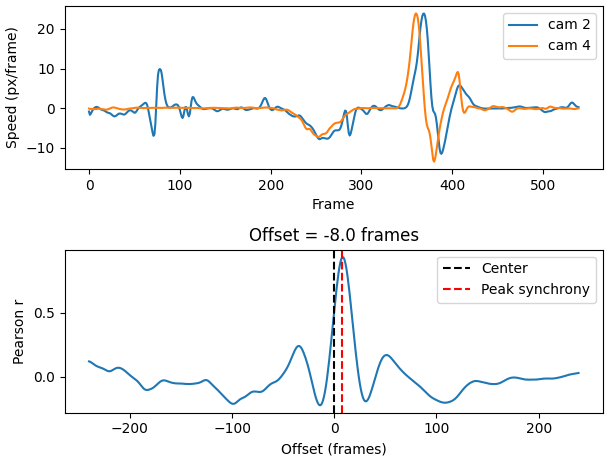 Speed (px/frame)
20
10
0
−10
cam 2
cam 4
0
100
200
300
400
500
Frame
Offset = -8.0 frames
Pearson r
0.5
0.0
Center
Peak synchrony
−200
−100
0
100
200
Offset (frames)